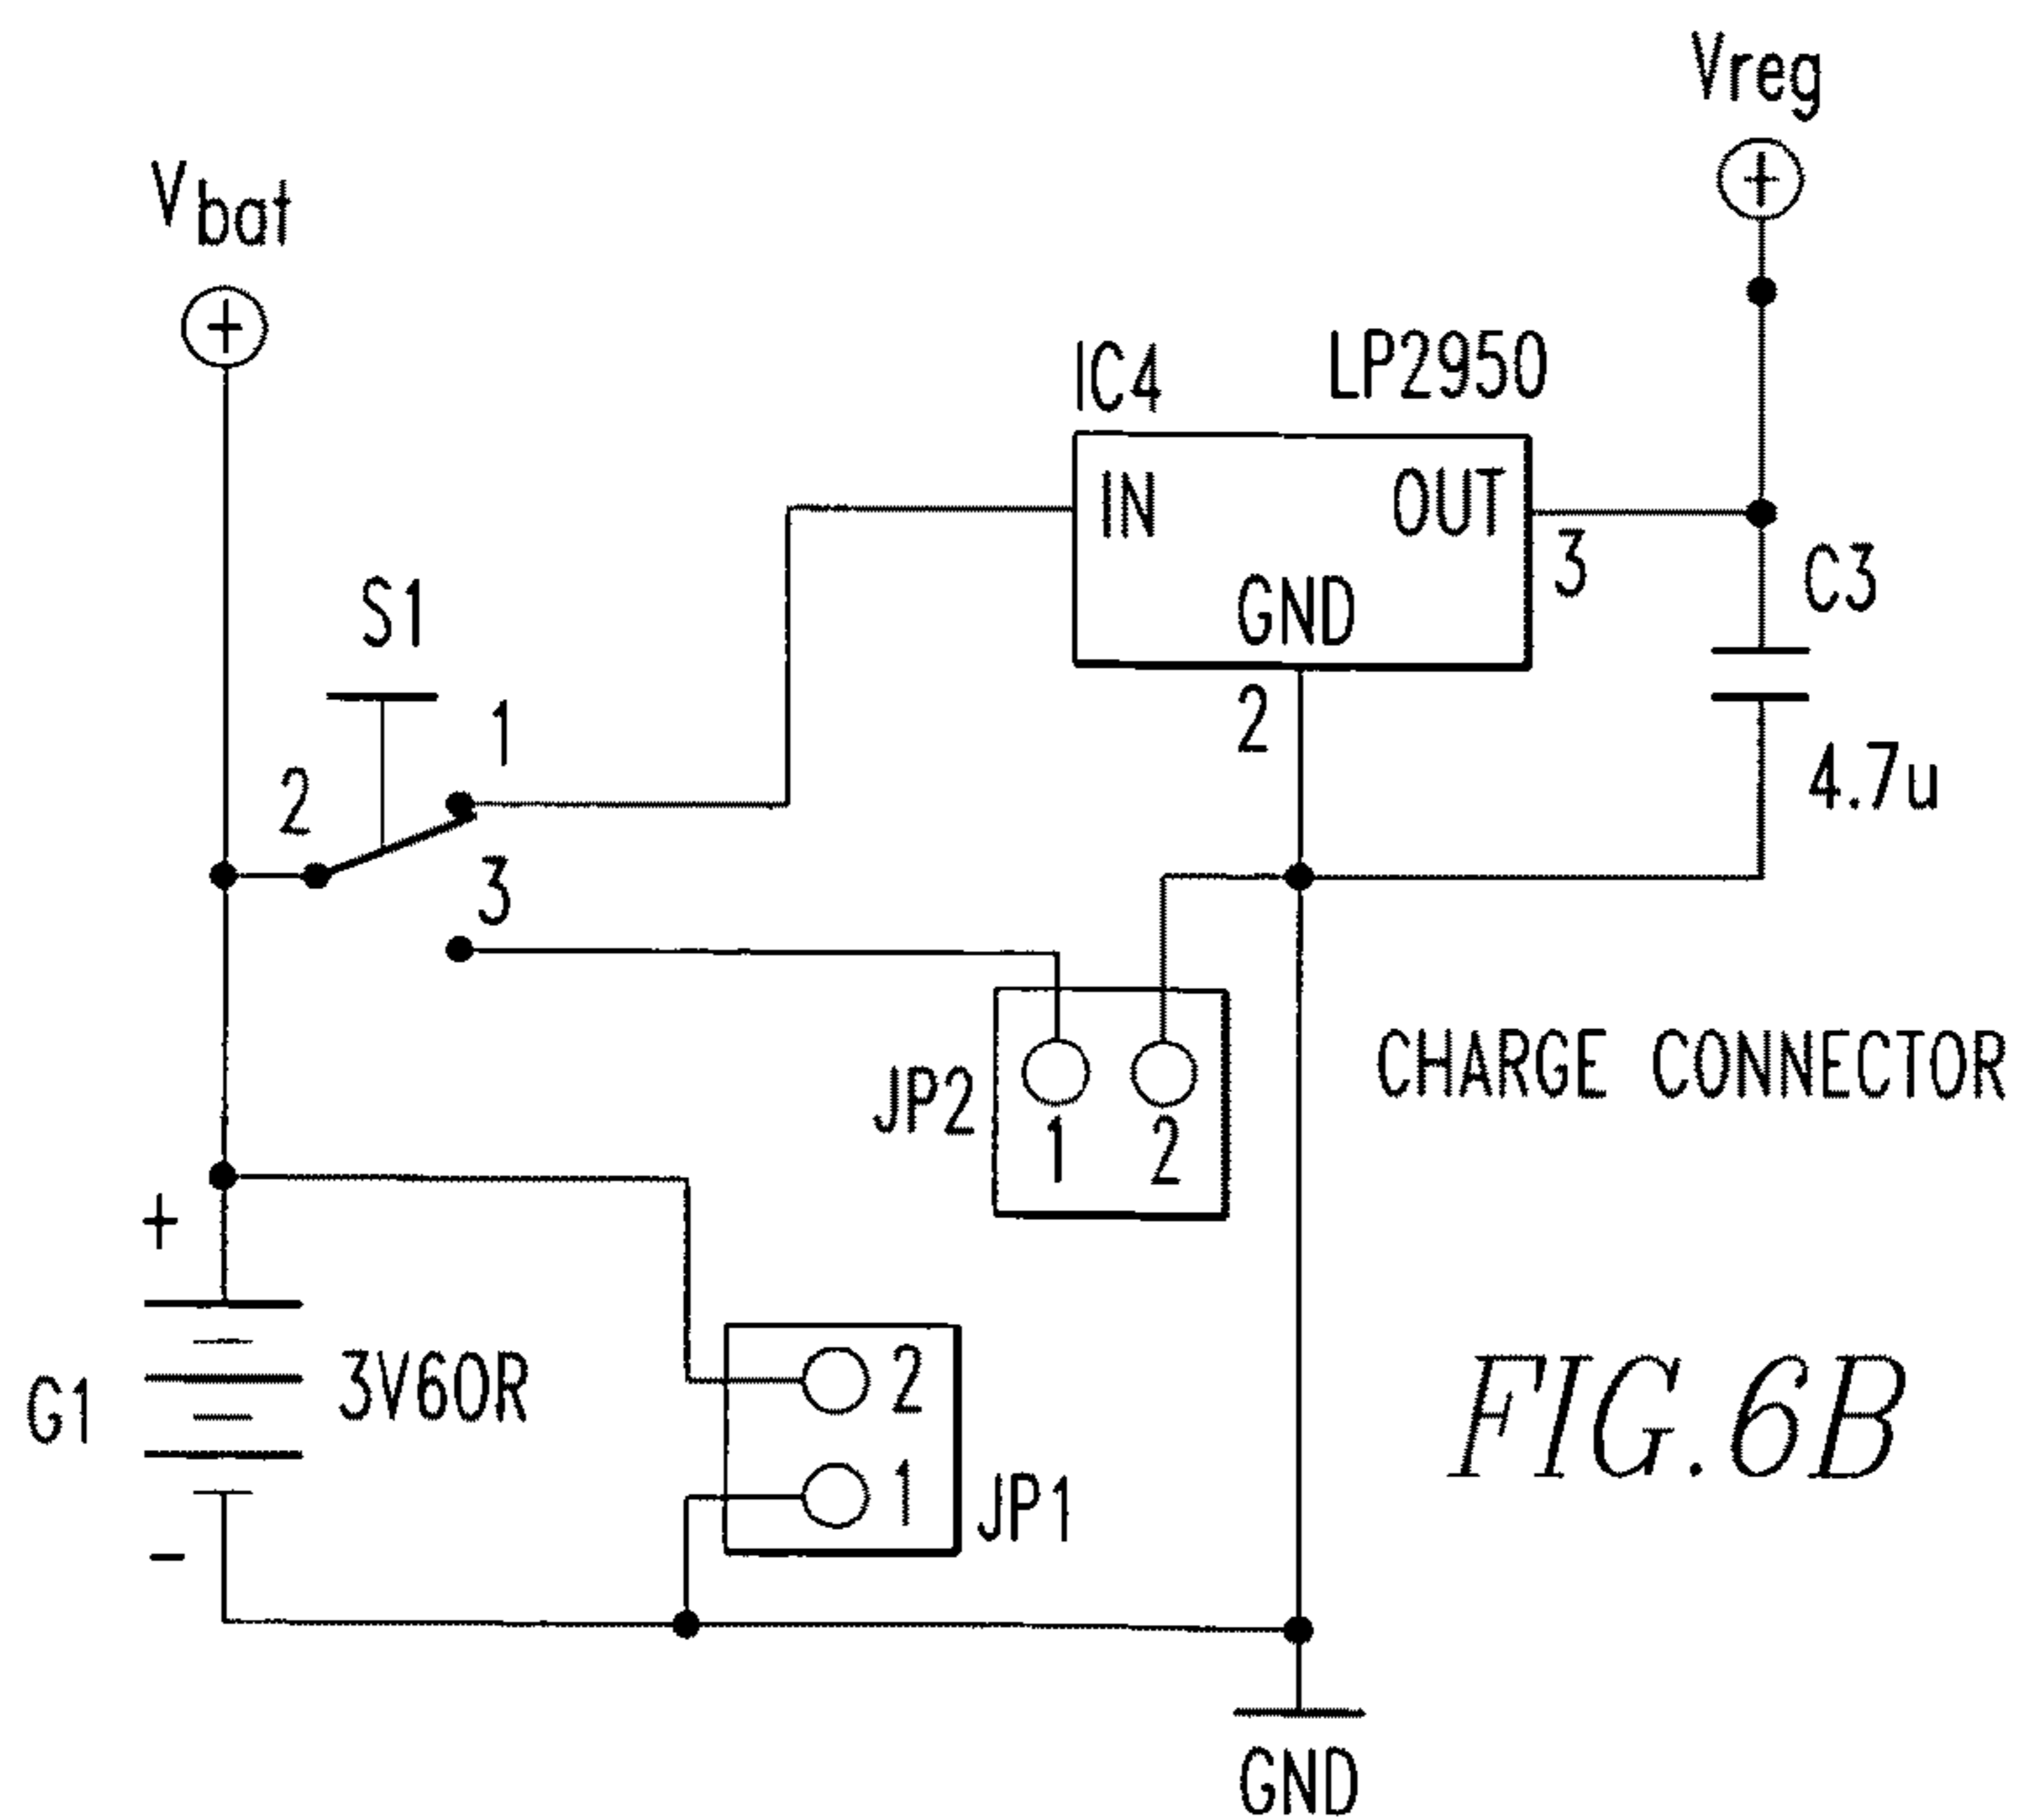 Vreg
Vbat
IC4 LP2950
IN OUT
3
GND
2
C3
4.7u
S1
1
2
3
JP2
1 2
CHARGE CONNECTOR
+
G1
3V60R
-
2
1
JP1
FIG.6B
GND